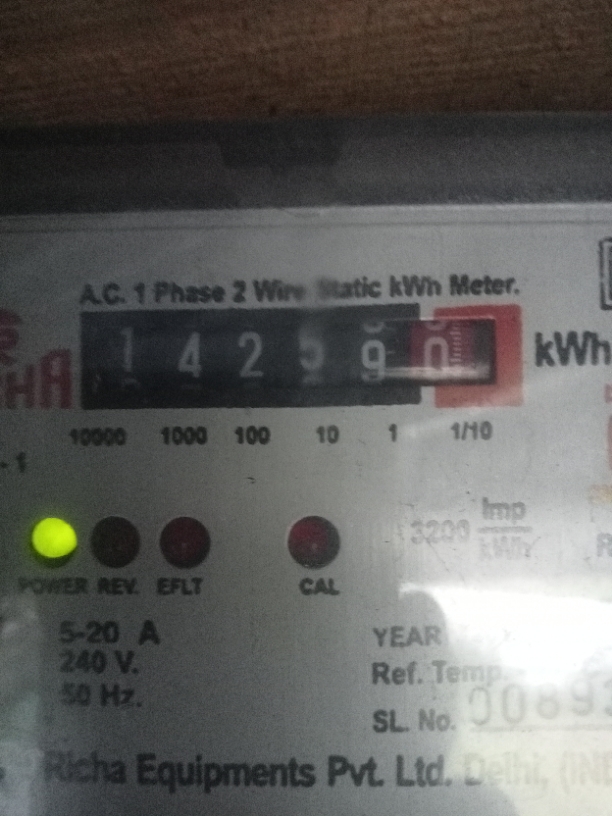 A.C. 1 Phase 2 Wire Static kWh Meter.
1 4 2 5 9 0 kWh
10000 1000 100 10 1 1/10
- 1
3200 Imp
kWh
POWER REV. EFLT CAL
5-20 A
240 V.
50 Hz.
YEAR
Ref. Temp.
SL. No. 00893
Richa Equipments Pvt. Ltd. Delhi,